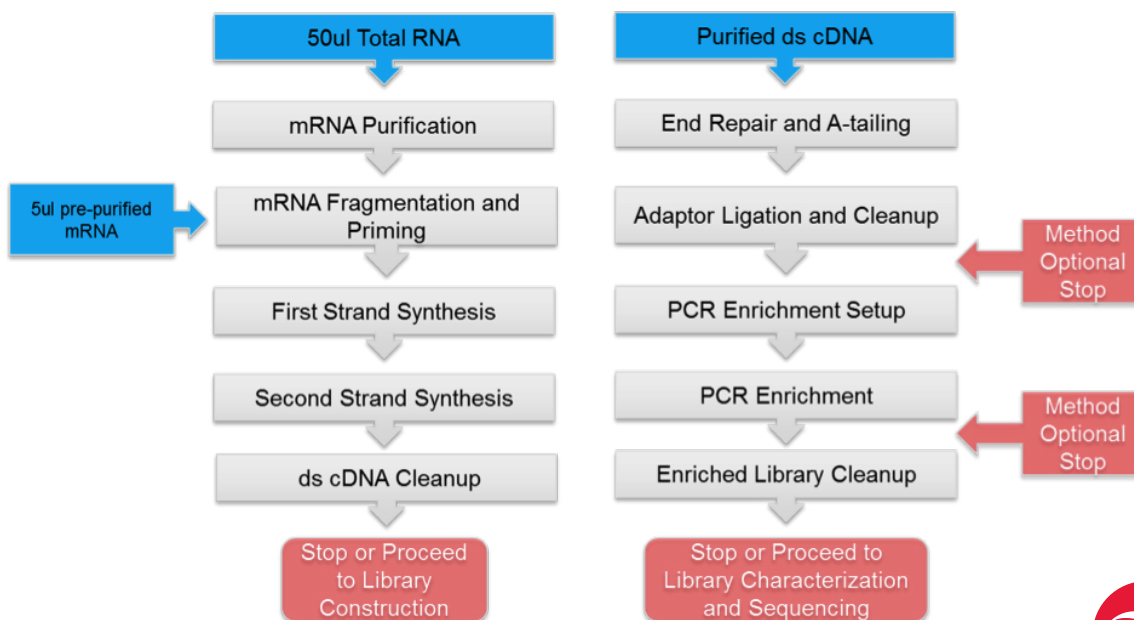 50ul Total RNA
mRNA Purification
5ul pre-purified
mRNA
mRNA Fragmentation and
Priming
First Strand Synthesis
Second Strand Synthesis
ds cDNA Cleanup
Stop or Proceed
to Library
Construction
Purified ds cDNA
End Repair and A-tailing
Adaptor Ligation and Cleanup
Method
Optional
Stop
PCR Enrichment Setup
PCR Enrichment
Method
Optional
Stop
Enriched Library Cleanup
Stop or Proceed to
Library Characterization
and Sequencing